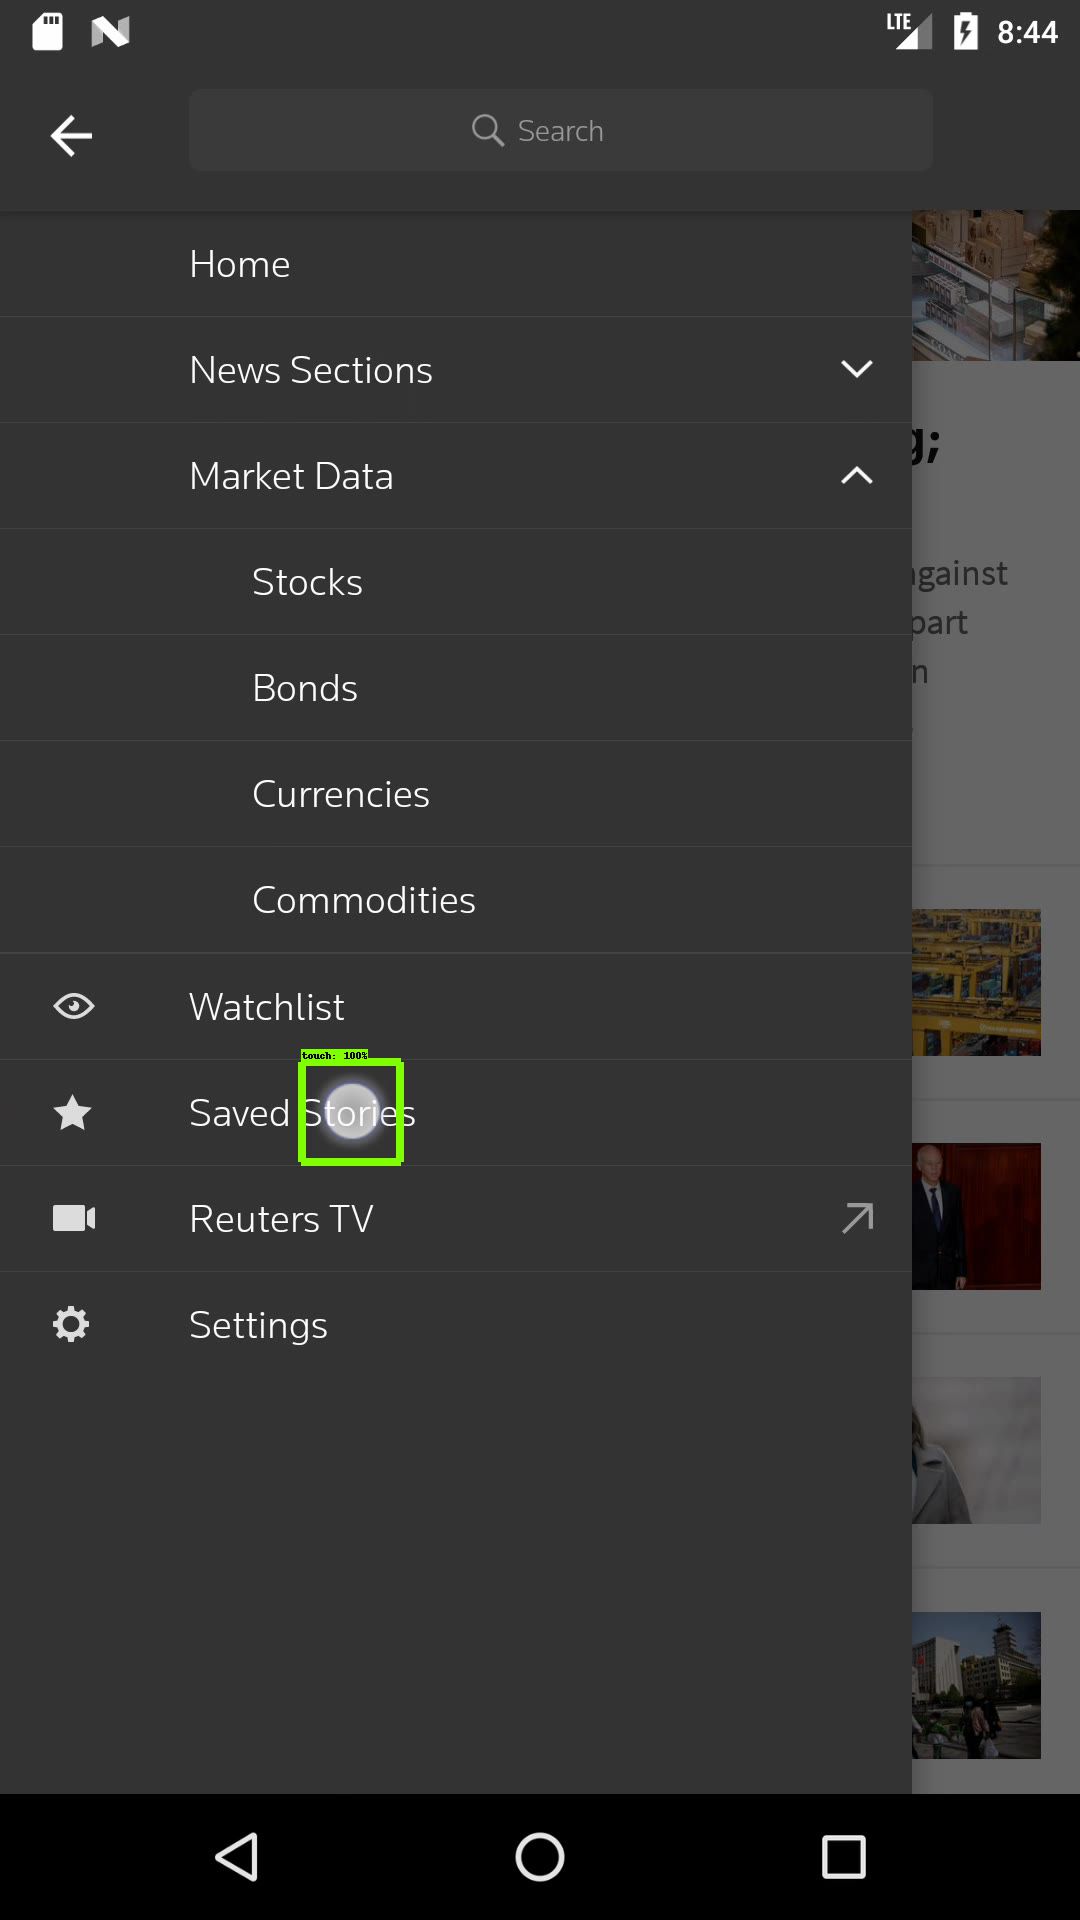 LTE 8:44
Search
Home
News Sections
g;
Market Data
against
Stocks
part
n
Bonds
Currencies
Commodities
Watchlist
touch: 100%
Saved Stories
Reuters TV
Settings